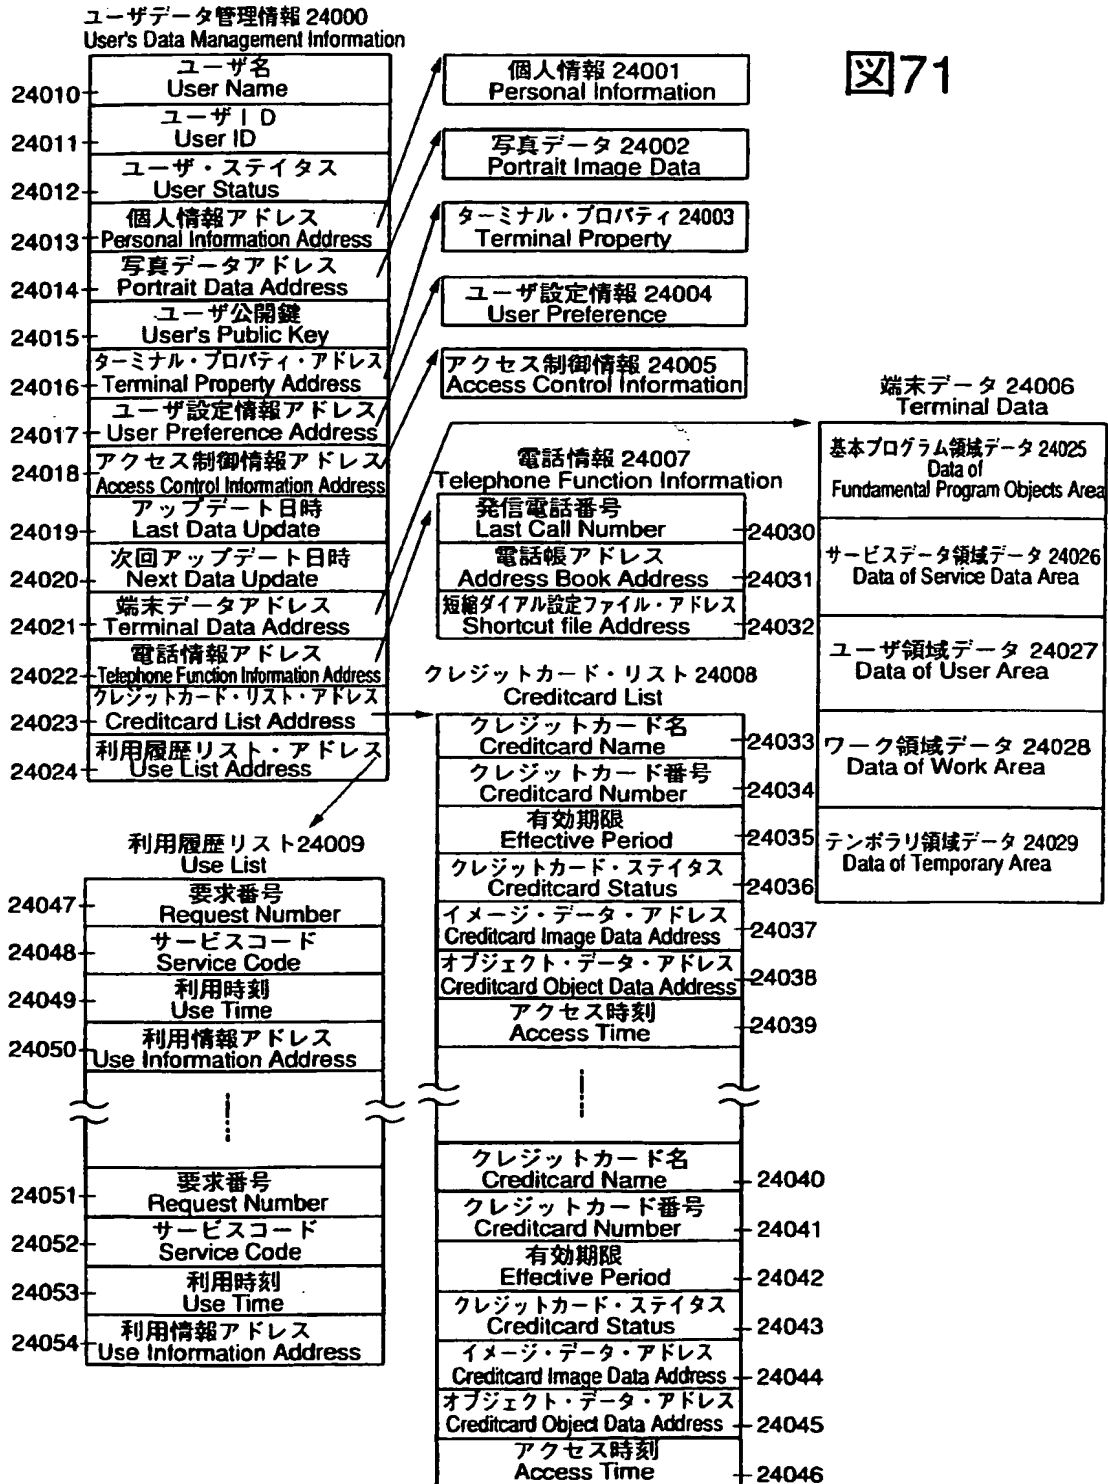 図71
ユーザデータ管理情報 24000
User's Data Management Information
ユーザ名
User Name
24010
ユーザID
User ID
24011
ユーザ・ステイタス
User Status
24012
個人情報アドレス
Personal Information Address
24013
写真データアドレス
Portrait Data Address
24014
ユーザ公開鍵
User's Public Key
24015
ターミナル・プロパティ・アドレス
Terminal Property Address
24016
ユーザ設定情報アドレス
User Preference Address
24017
アクセス制御情報アドレス
Access Control Information Address
24018
アップデート日時
Last Data Update
24019
次回アップデート日時
Next Data Update
24020
端末データアドレス
Terminal Data Address
24021
電話情報アドレス
Telephone Function Information Address
24022
クレジットカード・リスト・アドレス
Creditcard List Address
24023
利用履歴リスト・アドレス
Use List Address
24024
個人情報 24001
Personal Information
写真データ 24002
Portrait Image Data
ターミナル・プロパティ 24003
Terminal Property
ユーザ設定情報 24004
User Preference
アクセス制御情報 24005
Access Control Information
端末データ 24006
Terminal Data
基本プログラム領域データ 24025
Data of
Fundamental Program Objects Area
サービスデータ領域データ 24026
Data of Service Data Area
ユーザ領域データ 24027
Data of User Area
ワーク領域データ 24028
Data of Work Area
テンポラリ領域データ 24029
Data of Temporary Area
電話情報 24007
Telephone Function Information
発信電話番号
Last Call Number
24030
電話帳アドレス
Address Book Address
24031
短縮ダイアル設定ファイル・アドレス
Shortcut file Address
24032
クレジットカード・リスト 24008
Creditcard List
クレジットカード名
Creditcard Name
24033
クレジットカード番号
Creditcard Number
24034
有効期限
Effective Period
24035
クレジットカード・ステイタス
Creditcard Status
24036
イメージ・データ・アドレス
Creditcard Image Data Address
24037
オブジェクト・データ・アドレス
Creditcard Object Data Address
24038
アクセス時刻
Access Time
24039
クレジットカード名
Creditcard Name
24040
クレジットカード番号
Creditcard Number
24041
有効期限
Effective Period
24042
クレジットカード・ステイタス
Creditcard Status
24043
イメージ・データ・アドレス
Creditcard Image Data Address
24044
オブジェクト・データ・アドレス
Creditcard Object Data Address
24045
アクセス時刻
Access Time
24046
利用履歴リスト24009
Use List
要求番号
Request Number
24047
サービスコード
Service Code
24048
利用時刻
Use Time
24049
利用情報アドレス
Use Information Address
24050
要求番号
Request Number
24051
サービスコード
Service Code
24052
利用時刻
Use Time
24053
利用情報アドレス
Use Information Address
24054